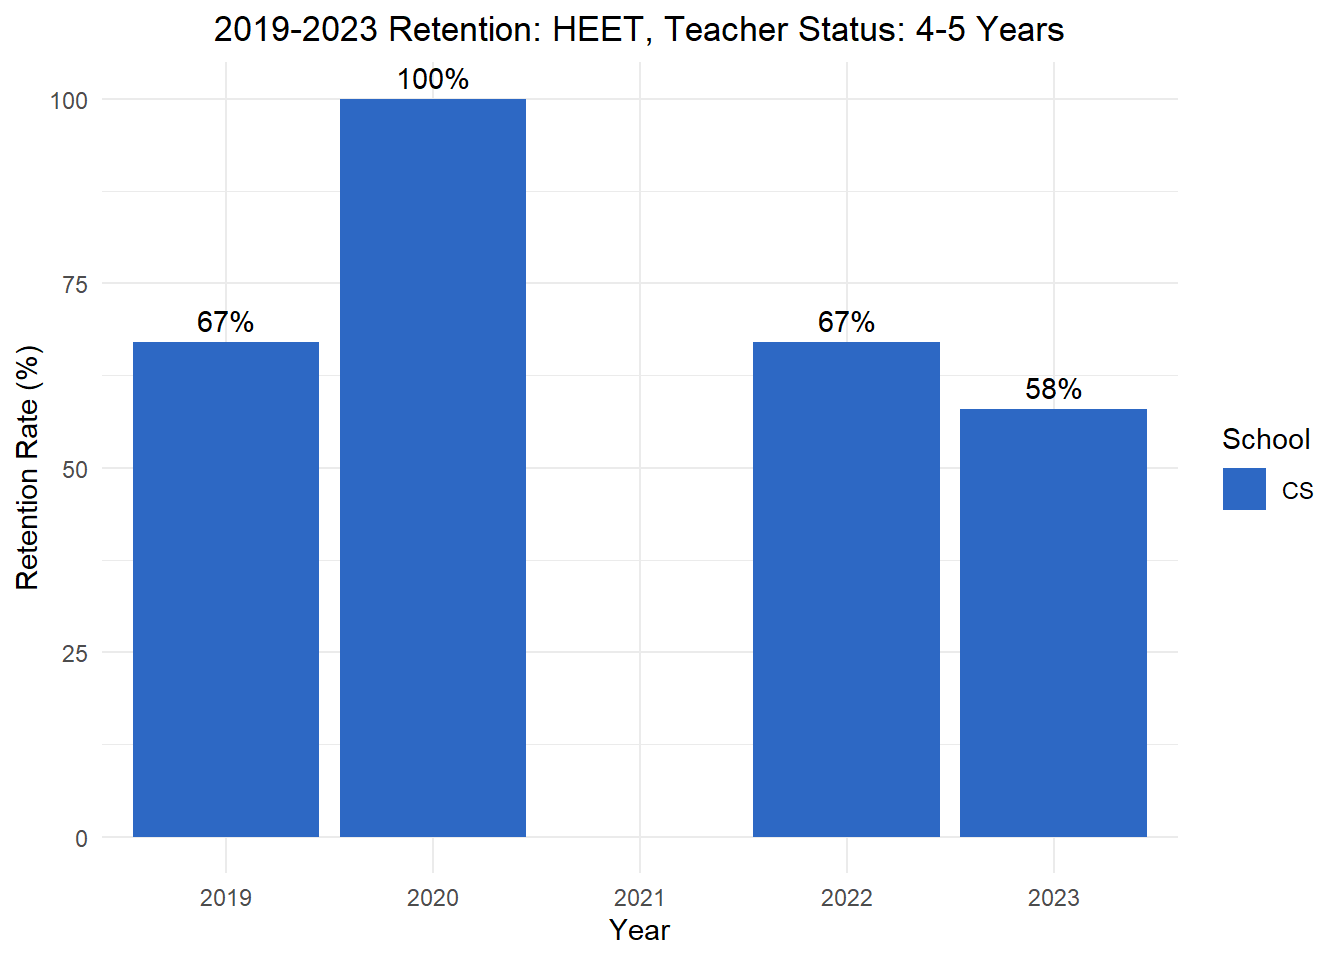 2019-2023 Retention: HEET, Teacher Status: 4-5 Years
100%
100
75
67%
67%
58%
50
25
0
Retention Rate (%)
2019 2020 2021 2022 2023
Year
School
CS